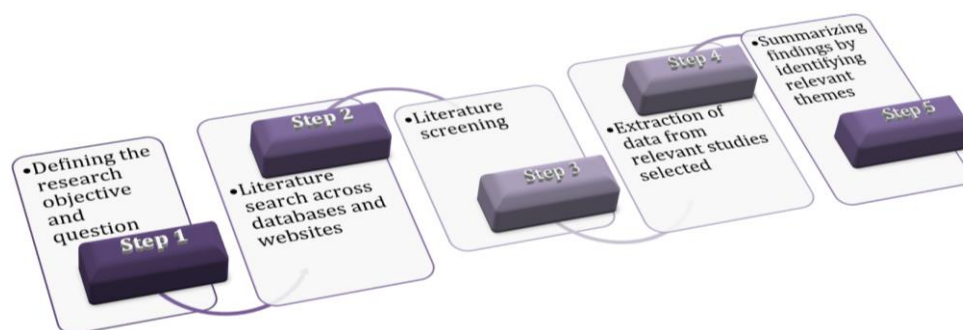 •Defining the
research
objective
and
question
Step 1
Step 2
•Literature
search across
databases and
websites
•Literature
screening
Step 3
Step 4
•Extraction of
data from
relevant studies
selected
•Summarizing
findings by
identifying
relevant
themes
Step 5